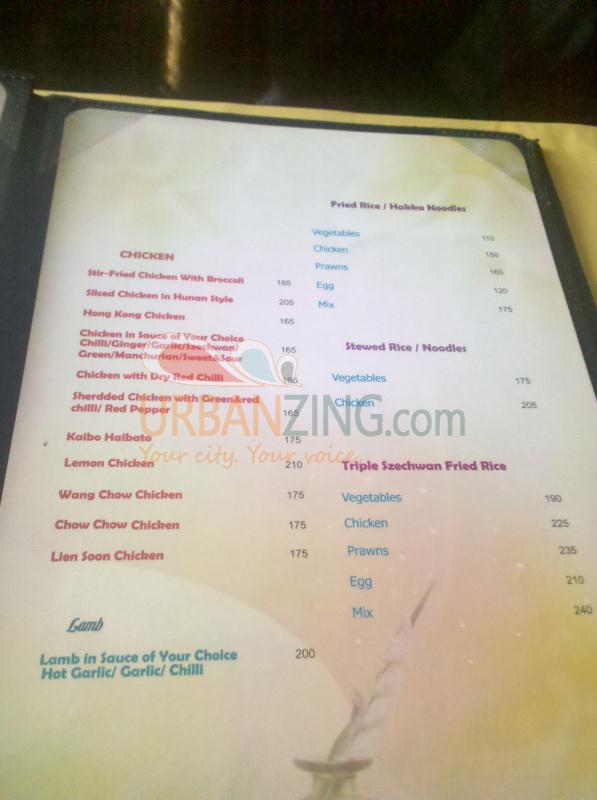 CHICKEN
Stir-Fried Chicken With Broccoli 185
Sliced Chicken in Hunan Style 205
Hong Kong Chicken 165
Chicken in Sauce of Your Choice
Chilli/Ginger/Garlic/Szechwan/ 165
Green/Manchurian/Sweet&Sour
Chicken with Dry Red Chilli 165
Sherdded Chicken with Green&red
chilli/ Red Pepper 165
Kaibo Haibato 175
Lemon Chicken 210
Wang Chow Chicken 175
Chow Chow Chicken 175
Lien Soon Chicken 175
Lamb
Lamb in Sauce of Your Choice 200
Hot Garlic/ Garlic/ Chilli
Fried Rice / Hakka Noodles
Vegetables 110
Chicken 150
Prawns 160
Egg 120
Mix 175
Stewed Rice / Noodles
Vegetables 175
Chicken 205
Triple Szechwan Fried Rice
Vegetables 190
Chicken 225
Prawns 235
Egg 210
Mix 240
URBANZING.com
Your city. Your voice.